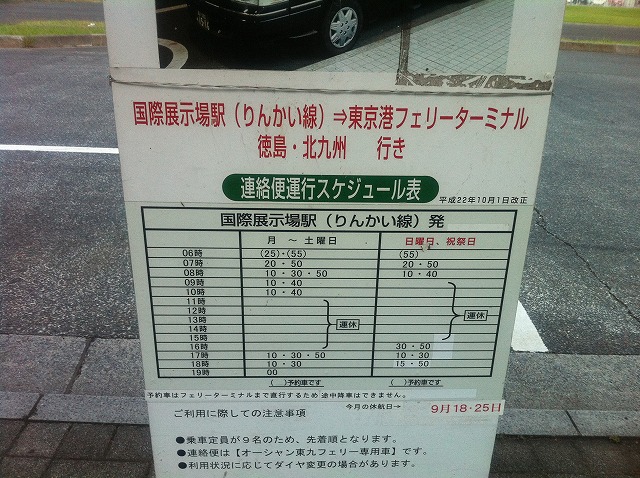 国際展示場駅（りんかい線）⇒東京港フェリーターミナル
徳島・北九州 行き
連絡便運行スケジュール表
平成22年10月1日改正
国際展示場駅（りんかい線）発
月 ～ 土曜日 日曜日、祝祭日
06時 (25)・(55) (55)
07時 20・50 20・50
08時 10・30・50 10・40
09時 10・40
10時 10・40
11時
12時
13時 運休 運休
14時
15時
16時 30・50
17時 10・30・50 10・30
18時 10・30 15・50
19時 00
( )予約車です ( )予約車です
予約車はフェリーターミナルまで直行するため 途中降車はできません。
ご利用に際しての注意事項 今月の休航日→ 9月18・25日
●乗車定員が９名のため、先着順となります。
●連絡便は【オーシャン東九フェリー専用車】です。
●利用状況に応じてダイヤ変更の場合があります。